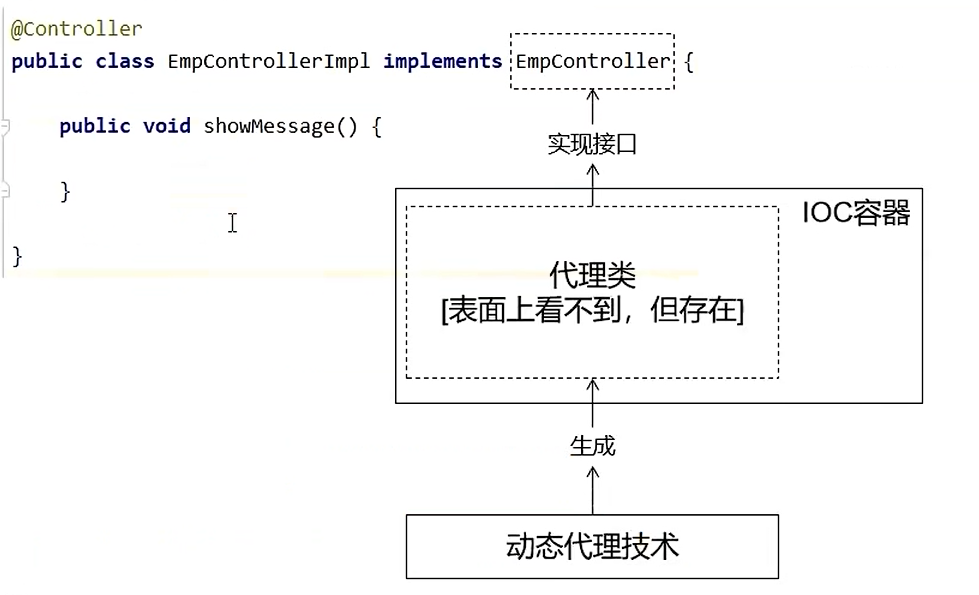 @Controller
public class EmpControllerImpl implements EmpController {
public void showMessage() {
}
}
实现接口
IOC容器
代理类
[表面上看不到，但存在]
生成
动态代理技术